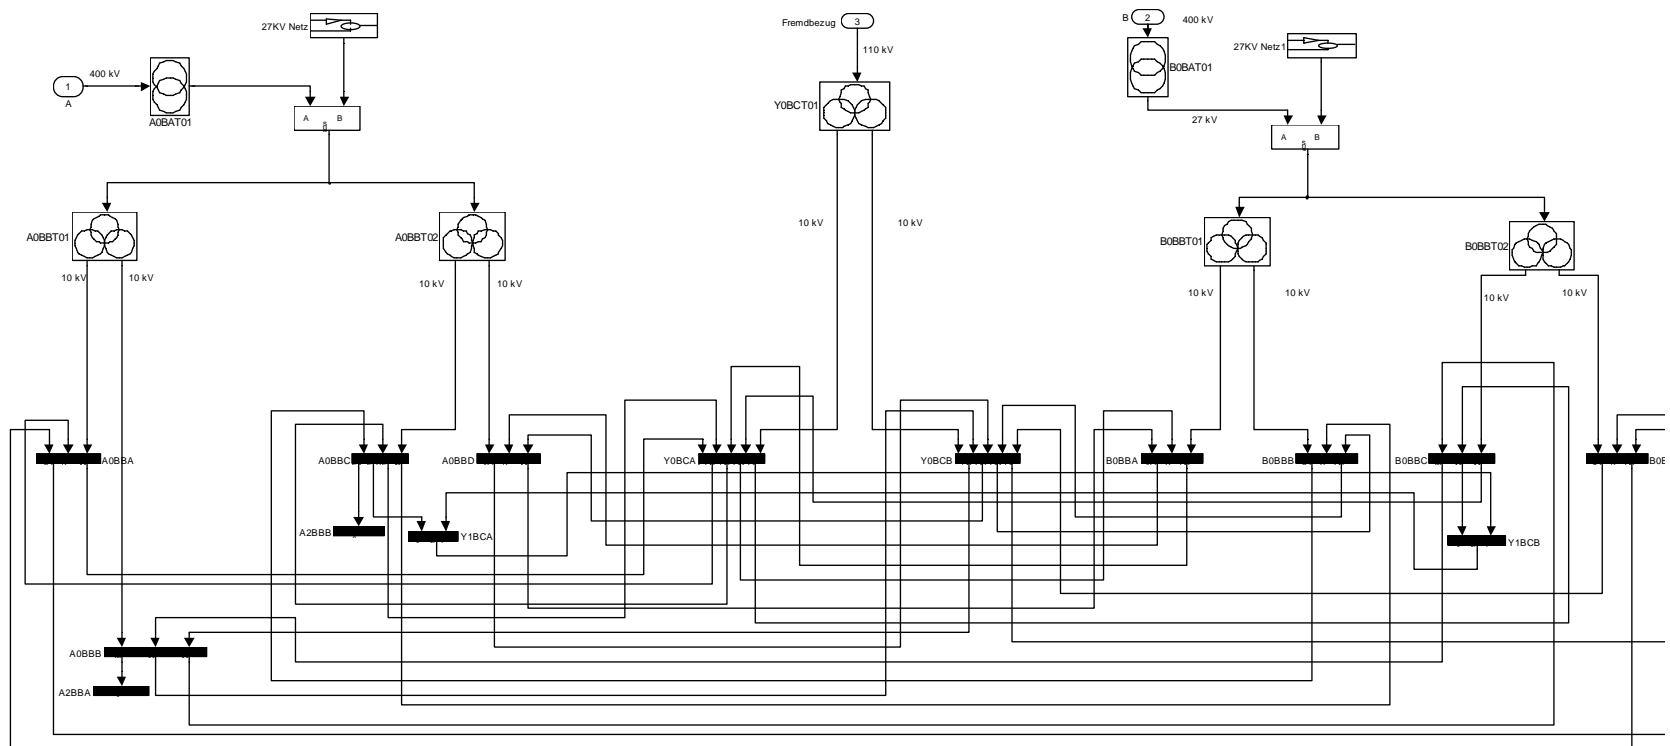 27KV Netz
Fremdbezug
3
B
2
400 kV
110 kV
27KV Netz1
400 kV
1
A
A0BAT01
B0BAT01
Y0BCT01
27 kV
A B
A B
A0BBT01
A0BBT02
10 kV
10 kV
B0BBT01
B0BBT02
10 kV
10 kV
10 kV
10 kV
10 kV
10 kV
10 kV
10 kV
A0BBA
A0BBC
A0BBD
Y0BCA
Y0BCB
B0BBA
B0BBB
B0BBC
A2BBB
Y1BCA
Y1BCB
A0BBB
A2BBA